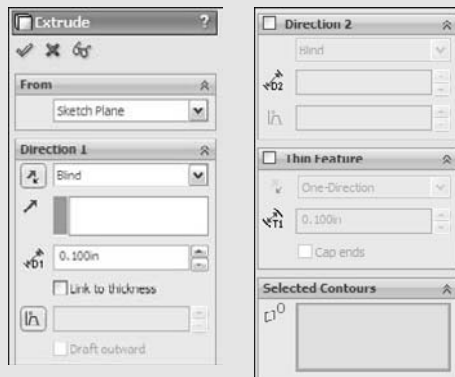 Extrude ?
From
Sketch Plane
Direction 1
Blind
D1
0.100in
Link to thickness
Draft outward
Direction 2
Blind
D2
Thin Feature
One-Direction
T1
0.100in
Cap ends
Selected Contours